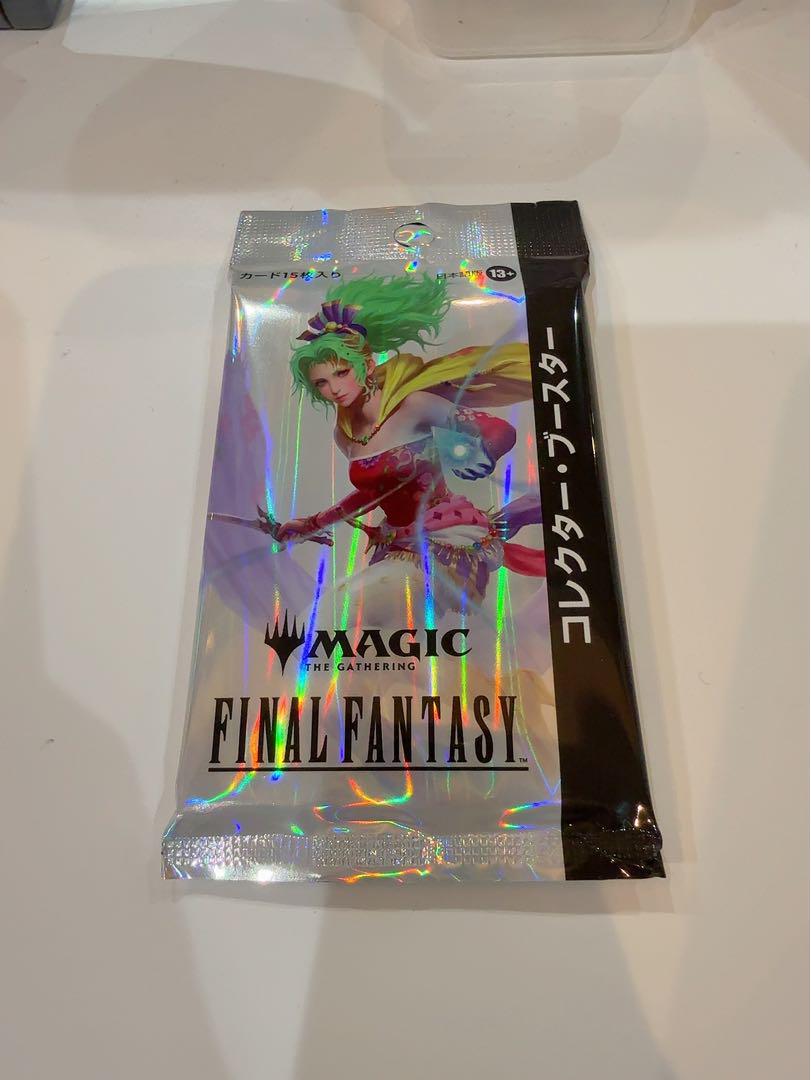 カード15枚入り
日本語版 13+
コレクター・ブースター
MAGIC
THE GATHERING
FINAL FANTASY™